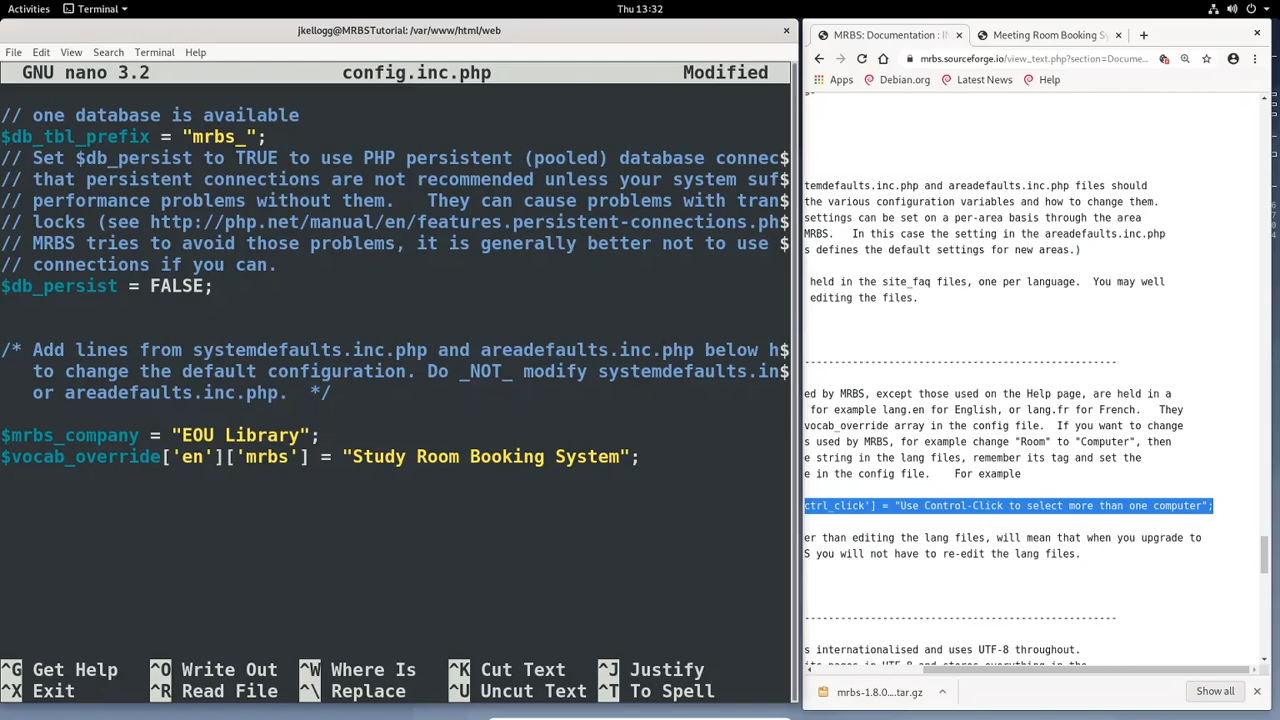 Activities Terminal Thu 13:32
jkellogg@MRBSTutorial: /var/www/html/web
File Edit View Search Terminal Help
GNU nano 3.2 config.inc.php Modified
// one database is available
$db_tbl_prefix = "mrbs_";
// Set $db_persist to TRUE to use PHP persistent (pooled) database connec$
// that persistent connections are not recommended unless your system suf$
// performance problems without them.   They can cause problems with tran$
// locks (see http://php.net/manual/en/features.persistent-connections.ph$
// MRBS tries to avoid those problems, it is generally better not to use $
// connections if you can.
$db_persist = FALSE;
/* Add lines from systemdefaults.inc.php and areadefaults.inc.php below h$
to change the default configuration. Do _NOT_ modify systemdefaults.in$
or areadefaults.inc.php.  */
$mrbs_company = "EOU Library";
$vocab_override['en']['mrbs'] = "Study Room Booking System";
^G Get Help ^O Write Out ^W Where Is ^K Cut Text ^J Justify
^X Exit ^R Read File ^\ Replace ^U Uncut Text ^T To Spell
MRBS: Documentation : IN Meeting Room Booking Sy
mrbs.sourceforge.io/view_text.php?section=Docume...
Apps Debian.org Latest News Help
temdefaults.inc.php and areadefaults.inc.php files should
the various configuration variables and how to change them.
settings can be set on a per-area basis through the area
MRBS.   In this case the setting in the areadefaults.inc.php
s defines the default settings for new areas.)
held in the site_faq files, one per language.  You may well
editing the files.
---------------------------------------------------
ed by MRBS, except those used on the Help page, are held in a
for example lang.en for English, or lang.fr for French.   They
vocab_override array in the config file.  If you want to change
s used by MRBS, for example change "Room" to "Computer", then
e string in the lang files, remember its tag and set the
e in the config file.   For example
ctrl_click'] = "Use Control-Click to select more than one computer";
er than editing the lang files, will mean that when you upgrade to
S you will not have to re-edit the lang files.
---------------------------------------------------
s internationalised and uses UTF-8 throughout.
its pages in UTF-8 and stores everything in the
mrbs-1.8.0....tar.gz Show all